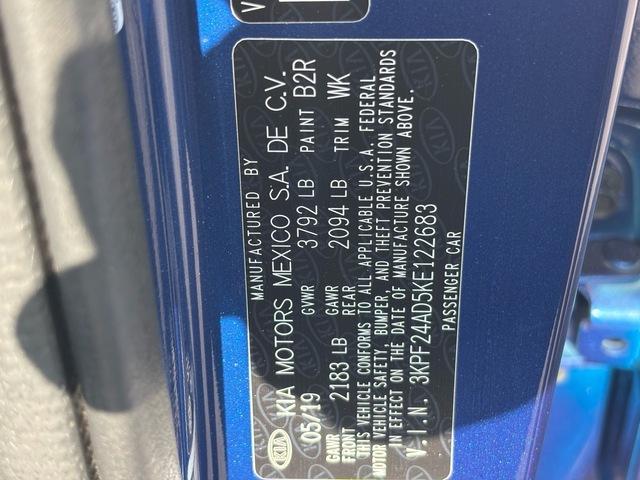 V
MANUFACTURED BY
KIA KIA MOTORS MEXICO S.A. DE C.V.
05/19 GVWR 3792 LB PAINT B2R
GAWR FRONT 2183 LB GAWR REAR 2094 LB TRIM WK
THIS VEHICLE CONFORMS TO ALL APPLICABLE U.S.A. FEDERAL
MOTOR VEHICLE SAFETY, BUMPER, AND THEFT PREVENTION STANDARDS
IN EFFECT ON THE DATE OF MANUFACTURE SHOWN ABOVE.
V.I.N. 3KPF24AD5KE122683
PASSENGER CAR